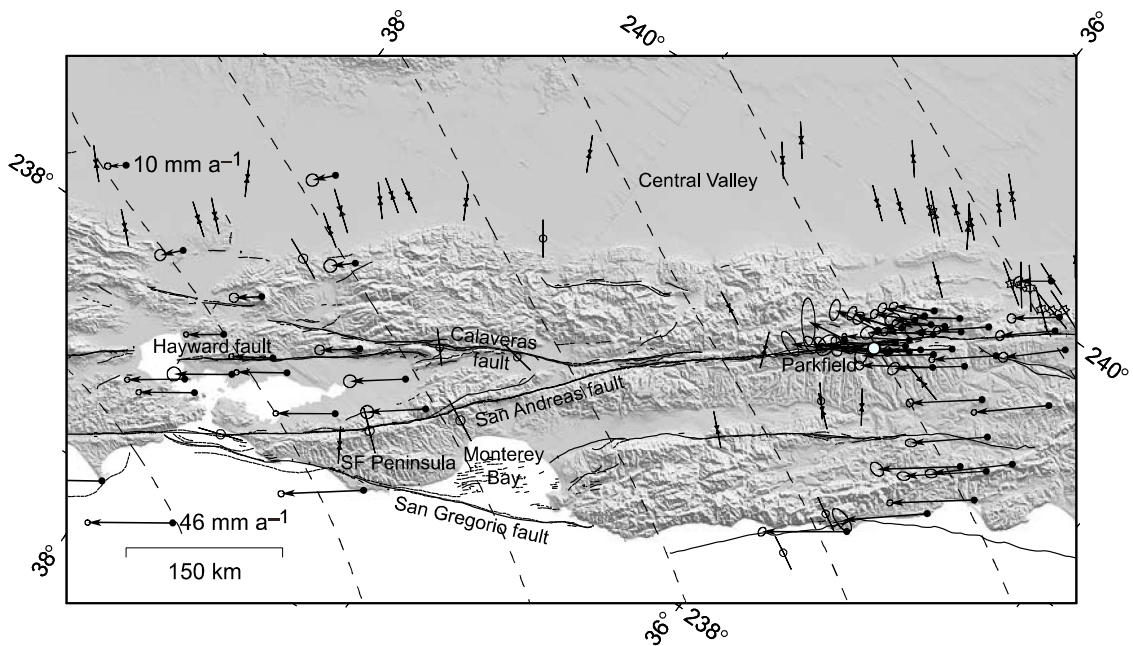 38°
240°
36°
238°
10 mm a⁻¹
Central Valley
Hayward fault
Calaveras
fault
Parkfield
240°
San Andreas fault
SF Peninsula
Monterey
Bay
San Gregorio fault
46 mm a⁻¹
150 km
38°
36°
238°